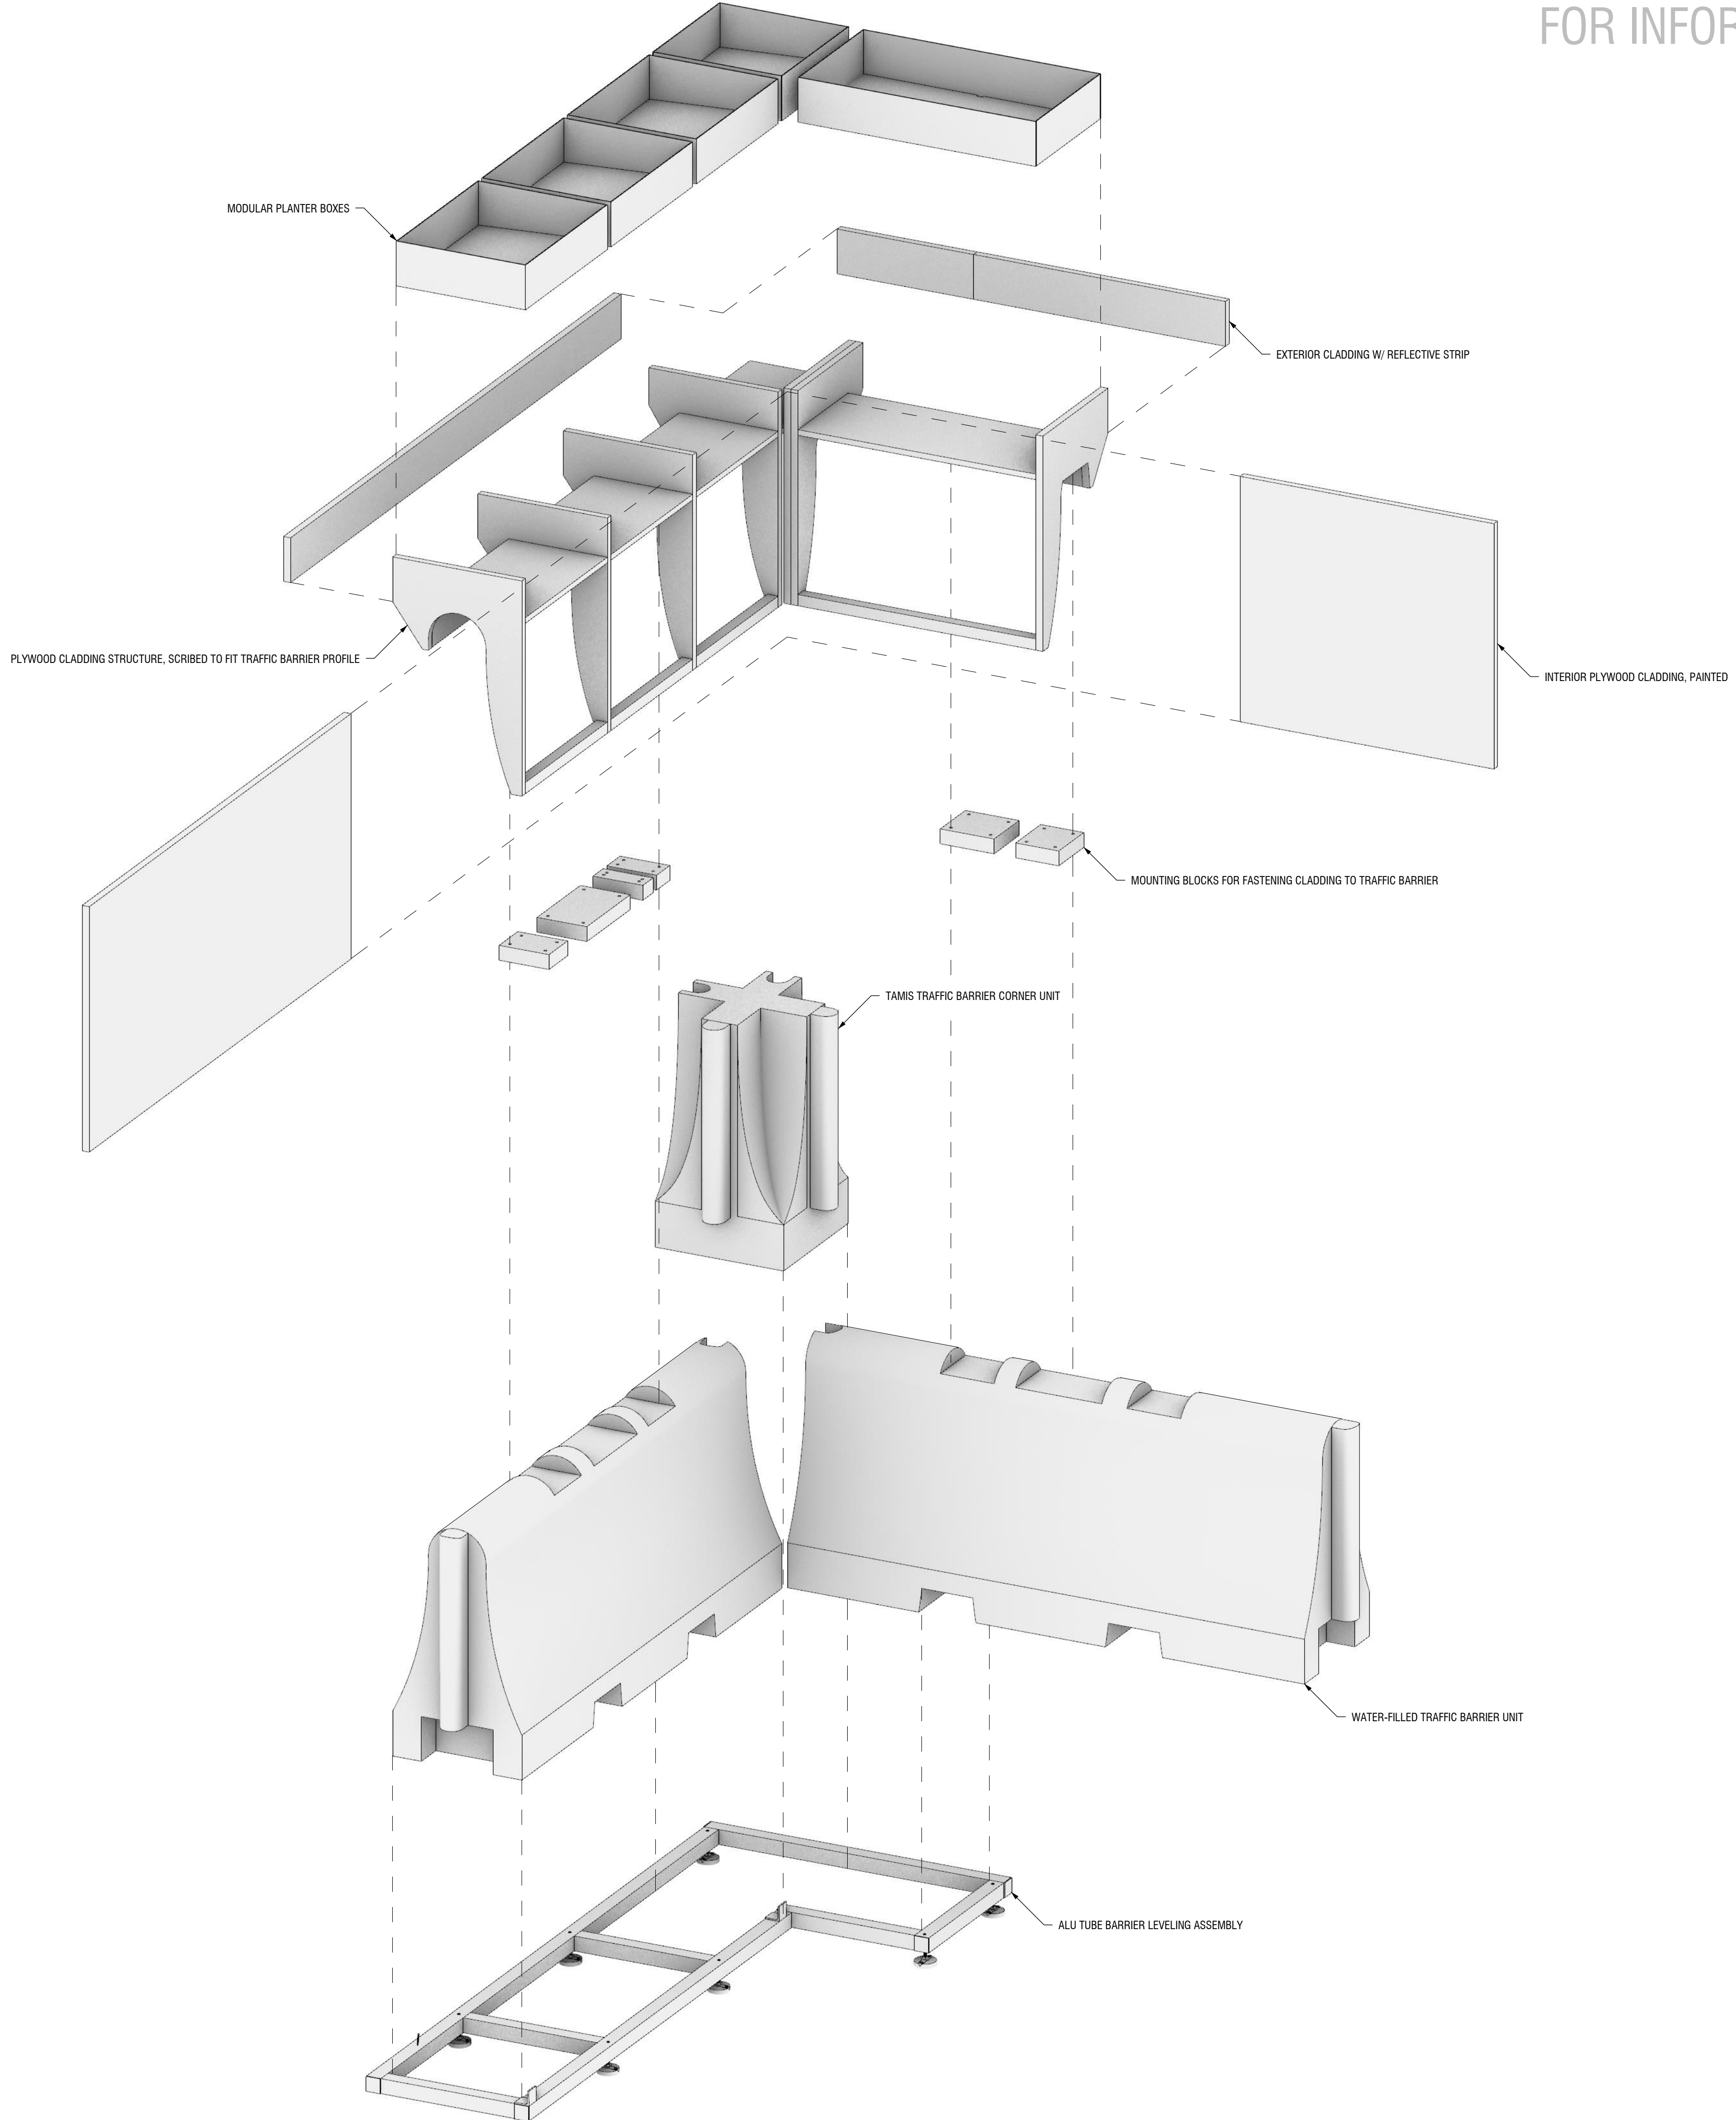 FOR INFOR
MODULAR PLANTER BOXES
EXTERIOR CLADDING W/ REFLECTIVE STRIP
PLYWOOD CLADDING STRUCTURE, SCRIBED TO FIT TRAFFIC BARRIER PROFILE
INTERIOR PLYWOOD CLADDING, PAINTED
MOUNTING BLOCKS FOR FASTENING CLADDING TO TRAFFIC BARRIER
TAMIS TRAFFIC BARRIER CORNER UNIT
WATER-FILLED TRAFFIC BARRIER UNIT
ALU TUBE BARRIER LEVELING ASSEMBLY